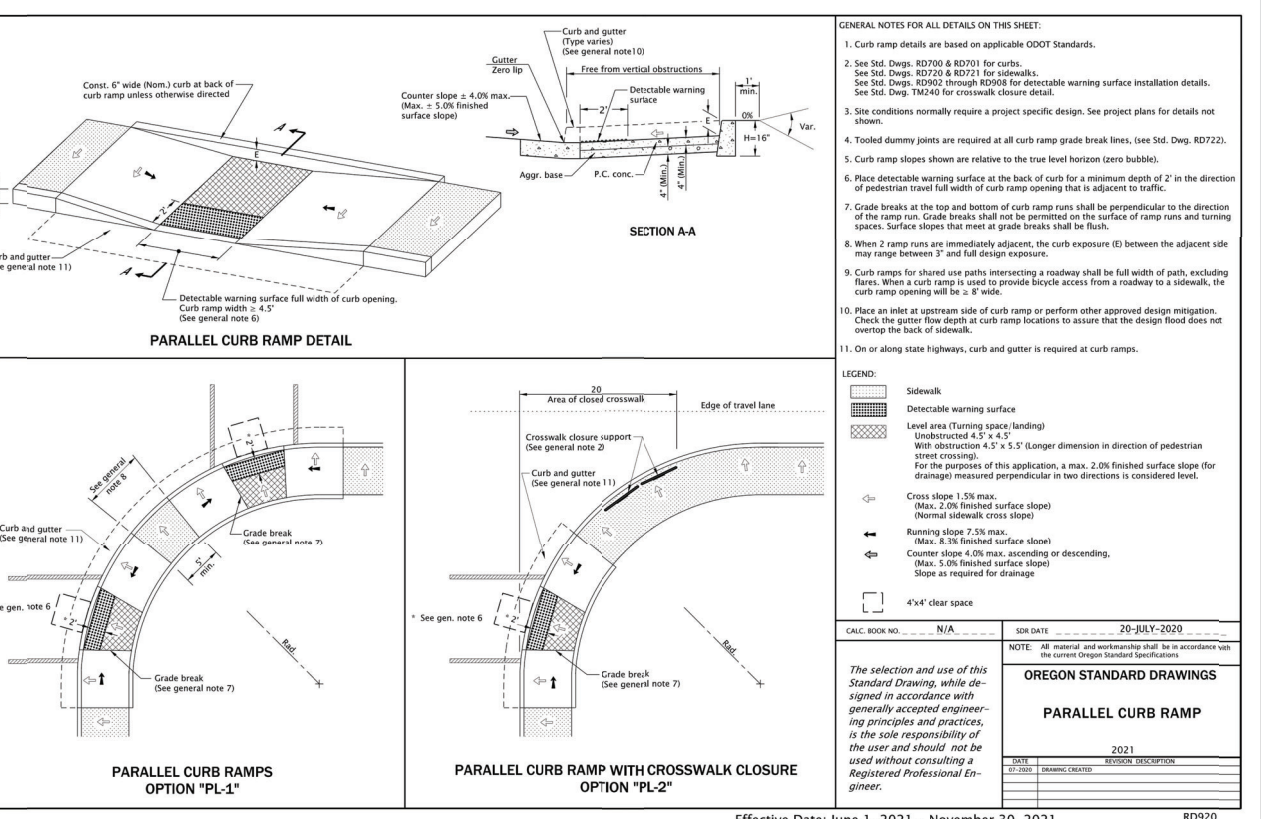 Const. 6" wide (Nom.) curb at back of
curb ramp unless otherwise directed
A
E
2'
A
rb and gutter
e general note 11)
Detectable warning surface full width of curb opening.
Curb ramp width ≥ 4.5'
(See general note 6)
PARALLEL CURB RAMP DETAIL
Curb and gutter
(Type varies)
(See general note10)
Gutter
Zero lip
Free from vertical obstructions
1'
min.
Counter slope ± 4.0% max.
(Max. ± 5.0% finished
surface slope)
Detectable warning
surface
2'
E
0%
Var.
H=16"
Aggr. base
P.C. conc.
4" (Min.)
4" (Min.)
SECTION A-A
See general
note 8
* 2'
Curb and gutter
(See general note 11)
Grade break
(See general note 7)
5'
min.
e gen. note 6
* 2'
Rad.
Grade break
(See general note 7)
PARALLEL CURB RAMPS
OPTION "PL-1"
20
Area of closed crosswalk
Edge of travel lane
Crosswalk closure support
(See general note 2)
Curb and gutter
(See general note 11)
* See gen. note 6
* 2'
Rad.
Grade break
(See general note 7)
PARALLEL CURB RAMP WITH CROSSWALK CLOSURE
OPTION "PL-2"
GENERAL NOTES FOR ALL DETAILS ON THIS SHEET:
1. Curb ramp details are based on applicable ODOT Standards.
2. See Std. Dwgs. RD700 & RD701 for curbs.
See Std. Dwgs. RD720 & RD721 for sidewalks.
See Std. Dwgs. RD902 through RD908 for detectable warning surface installation details.
See Std. Dwg. TM240 for crosswalk closure detail.
3. Site conditions normally require a project specific design. See project plans for details not
shown.
4. Tooled dummy joints are required at all curb ramp grade break lines, (see Std. Dwg. RD722).
5. Curb ramp slopes shown are relative to the true level horizon (zero bubble).
6. Place detectable warning surface at the back of curb for a minimum depth of 2' in the direction
of pedestrian travel full width of curb ramp opening that is adjacent to traffic.
7. Grade breaks at the top and bottom of curb ramp runs shall be perpendicular to the direction
of the ramp run. Grade breaks shall not be permitted on the surface of ramp runs and turning
spaces. Surface slopes that meet at grade breaks shall be flush.
8. When 2 ramp runs are immediately adjacent, the curb exposure (E) between the adjacent side
may range between 3" and full design exposure.
9. Curb ramps for shared use paths intersecting a roadway shall be full width of path, excluding
flares. When a curb ramp is used to provide bicycle access from a roadway to a sidewalk, the
curb ramp opening will be ≥ 8' wide.
10. Place an inlet at upstream side of curb ramp or perform other approved design mitigation.
Check the gutter flow depth at curb ramp locations to assure that the design flood does not
overtop the back of sidewalk.
11. On or along state highways, curb and gutter is required at curb ramps.
LEGEND:
Sidewalk
Detectable warning surface
Level area (Turning space/landing)
Unobstructed 4.5' x 4.5'
With obstruction 4.5' x 5.5' (Longer dimension in direction of pedestrian
street crossing).
For the purposes of this application, a max. 2.0% finished surface slope (for
drainage) measured perpendicular in two directions is considered level.
Cross slope 1.5% max.
(Max. 2.0% finished surface slope)
(Normal sidewalk cross slope)
Running slope 7.5% max.
(Max. 8.3% finished surface slope)
Counter slope 4.0% max. ascending or descending,
(Max. 5.0% finished surface slope)
Slope as required for drainage
4'x4' clear space
CALC. BOOK NO. N/A
SDR DATE 20-JULY-2020
NOTE: All material and workmanship shall be in accordance with
the current Oregon Standard Specifications
The selection and use of this
Standard Drawing, while de-
signed in accordance with
generally accepted engineer-
ing principles and practices,
is the sole responsibility of
the user and should not be
used without consulting a
Registered Professional En-
gineer.
OREGON STANDARD DRAWINGS
PARALLEL CURB RAMP
2021
DATE REVISION DESCRIPTION
07-2020 DRAWING CREATED
Effective Date: June 1, 2021 - November 30, 2021
RD920